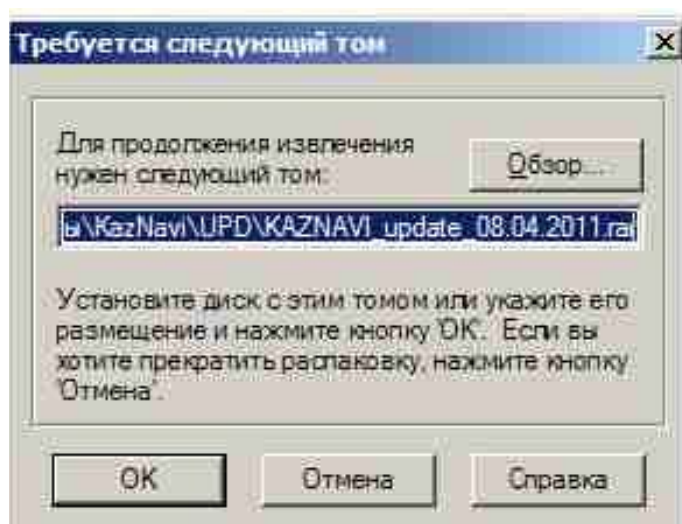 Требуется следующий том
Для продолжения извлечения
нужен следующий том:
Обзор...
ы\KazNavi\UPD\KAZNAVI_update_08.04.2011.rar
Установите диск с этим томом или укажите его
размещение и нажмите кнопку 'OK'. Если вы
хотите прекратить распаковку, нажмите кнопку
'Отмена'.
OK
Отмена
Справка